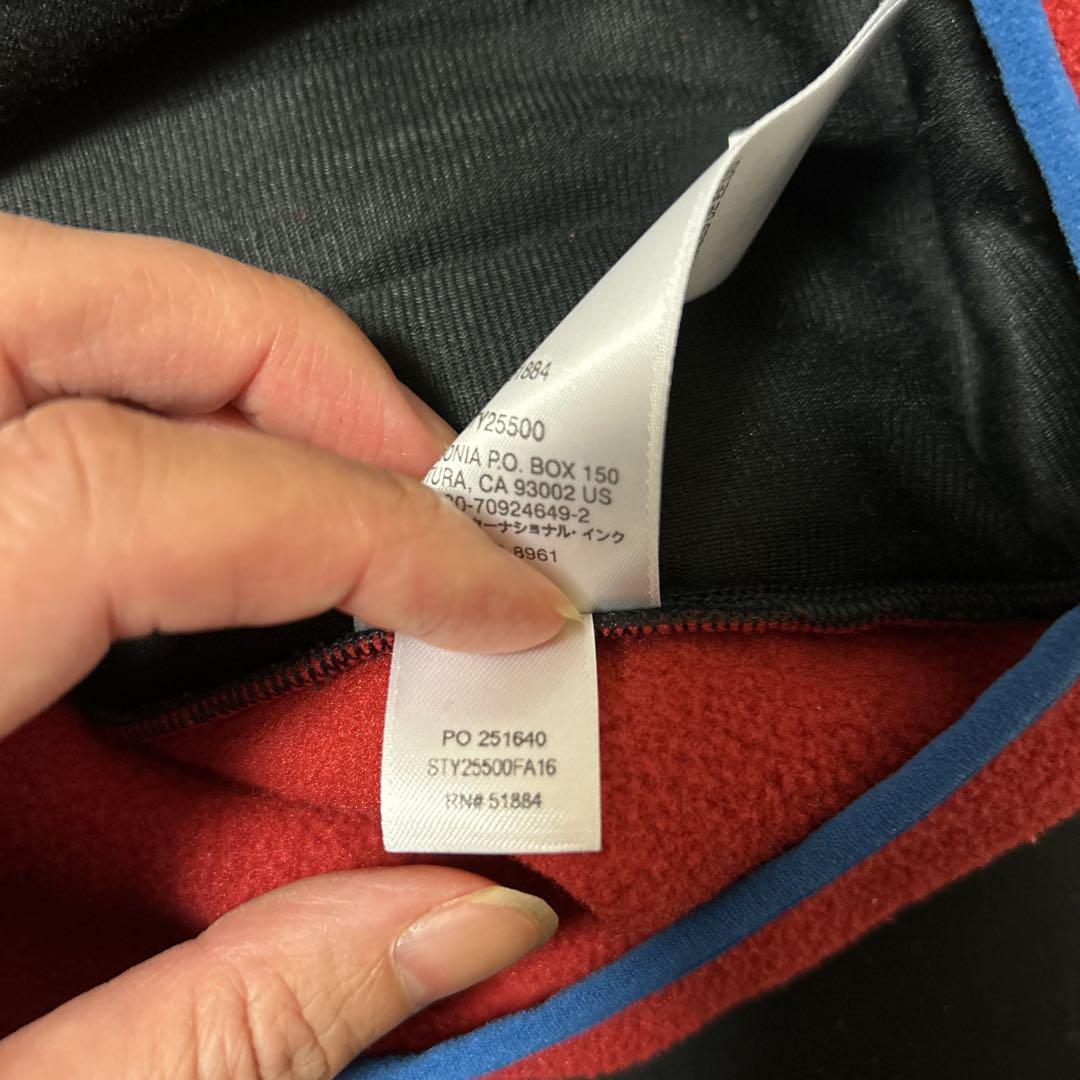 1884
Y25500
ONIA P.O. BOX 150
TURA, CA 93002 US
0-70924649-2
ーナショナル・インク
8961
PO 251640
STY25500FA16
RN# 51884